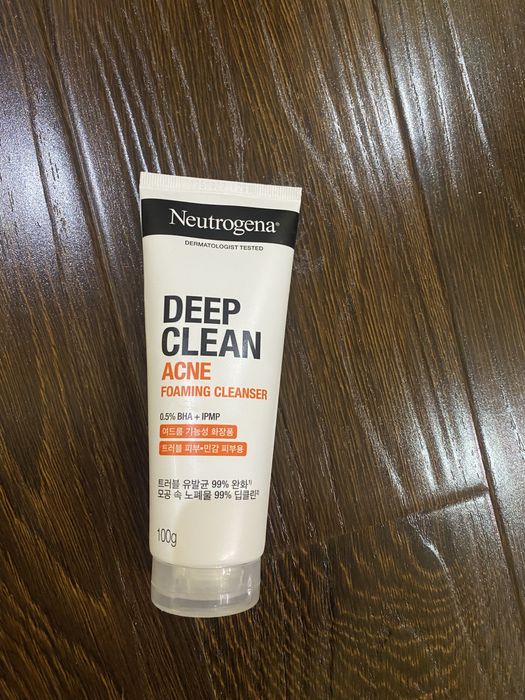 Neutrogena®
DERMATOLOGIST TESTED
DEEP
CLEAN
ACNE
FOAMING CLEANSER
0.5% BHA + IPMP
여드름 기능성 화장품
트러블 피부•민감 피부용
트러블 유발균 99% 완화¹⁾
모공 속 노폐물 99% 딥클린²⁾
100g